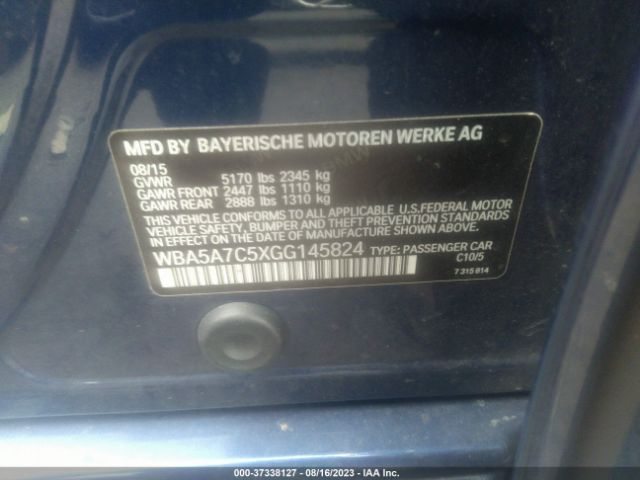 MFD BY BAYERISCHE MOTOREN WERKE AG
08/15
GVWR 5170 lbs 2345 kg
GAWR FRONT 2447 lbs 1110 kg
GAWR REAR 2888 lbs 1310 kg
THIS VEHICLE CONFORMS TO ALL APPLICABLE U.S.FEDERAL MOTOR
VEHICLE SAFETY, BUMPER AND THEFT PREVENTION STANDARDS
IN EFFECT ON THE DATE OF MANUFACTURE SHOWN ABOVE.
WBA5A7C5XGG145824 TYPE: PASSENGER CAR
C10/5
7 315 814
000-37338127 - 08/16/2023 - IAA Inc.